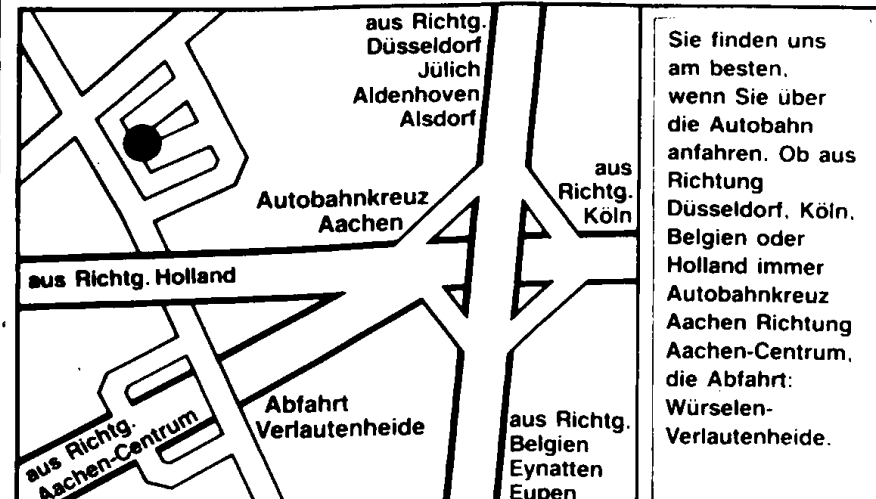 aus Richtg.
Düsseldorf
Jülich
Aldenhoven
Alsdorf
aus
Richtg.
Köln
Autobahnkreuz
Aachen
aus Richtg. Holland
Abfahrt
Verlautenheide
aus Richtg.
Aachen-Centrum
aus Richtg.
Belgien
Eynatten
Eupen
Sie finden uns
am besten,
wenn Sie über
die Autobahn
anfahren. Ob aus
Richtung
Düsseldorf, Köln,
Belgien oder
Holland immer
Autobahnkreuz
Aachen Richtung
Aachen-Centrum,
die Abfahrt:
Würselen-
Verlautenheide.